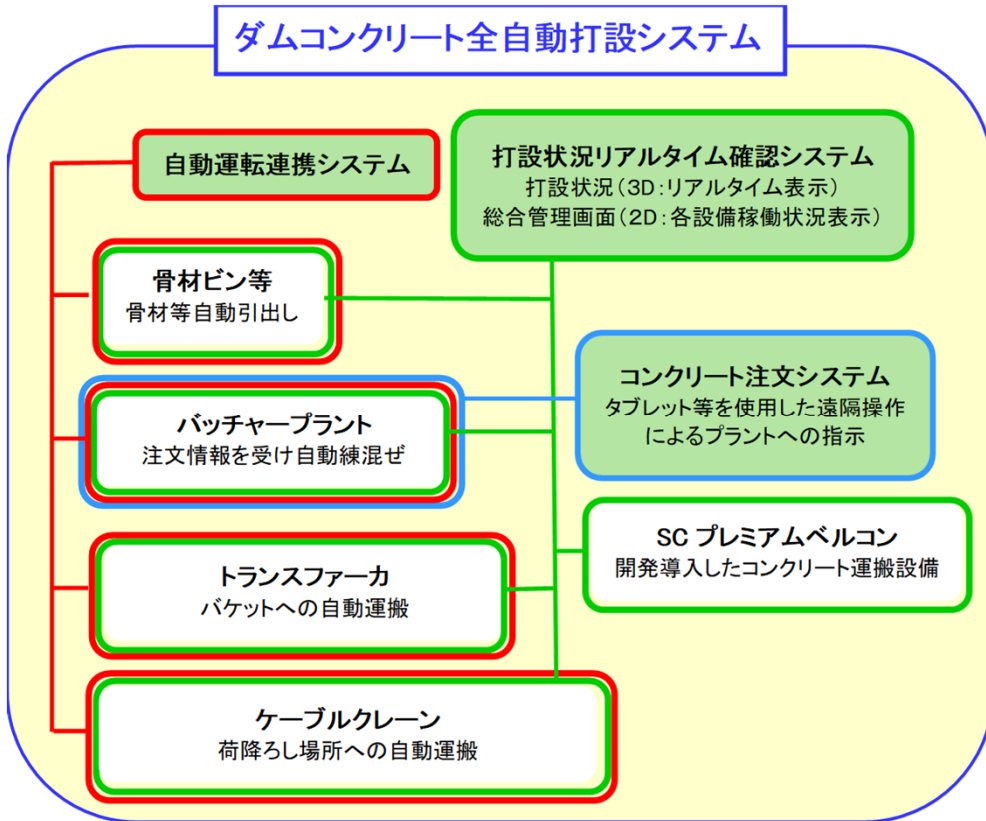 ダムコンクリート全自動打設システム
自動運転連携システム
打設状況リアルタイム確認システム
打設状況(3D:リアルタイム表示)
総合管理画面(2D:各設備稼働状況表示)
骨材ビン等
骨材等自動引出し
コンクリート注文システム
タブレット等を使用した遠隔操作
によるプラントへの指示
バッチャープラント
注文情報を受け自動練混ぜ
SC プレミアムベルコン
開発導入したコンクリート運搬設備
トランスファーカ
バケットへの自動運搬
ケーブルクレーン
荷降ろし場所への自動運搬